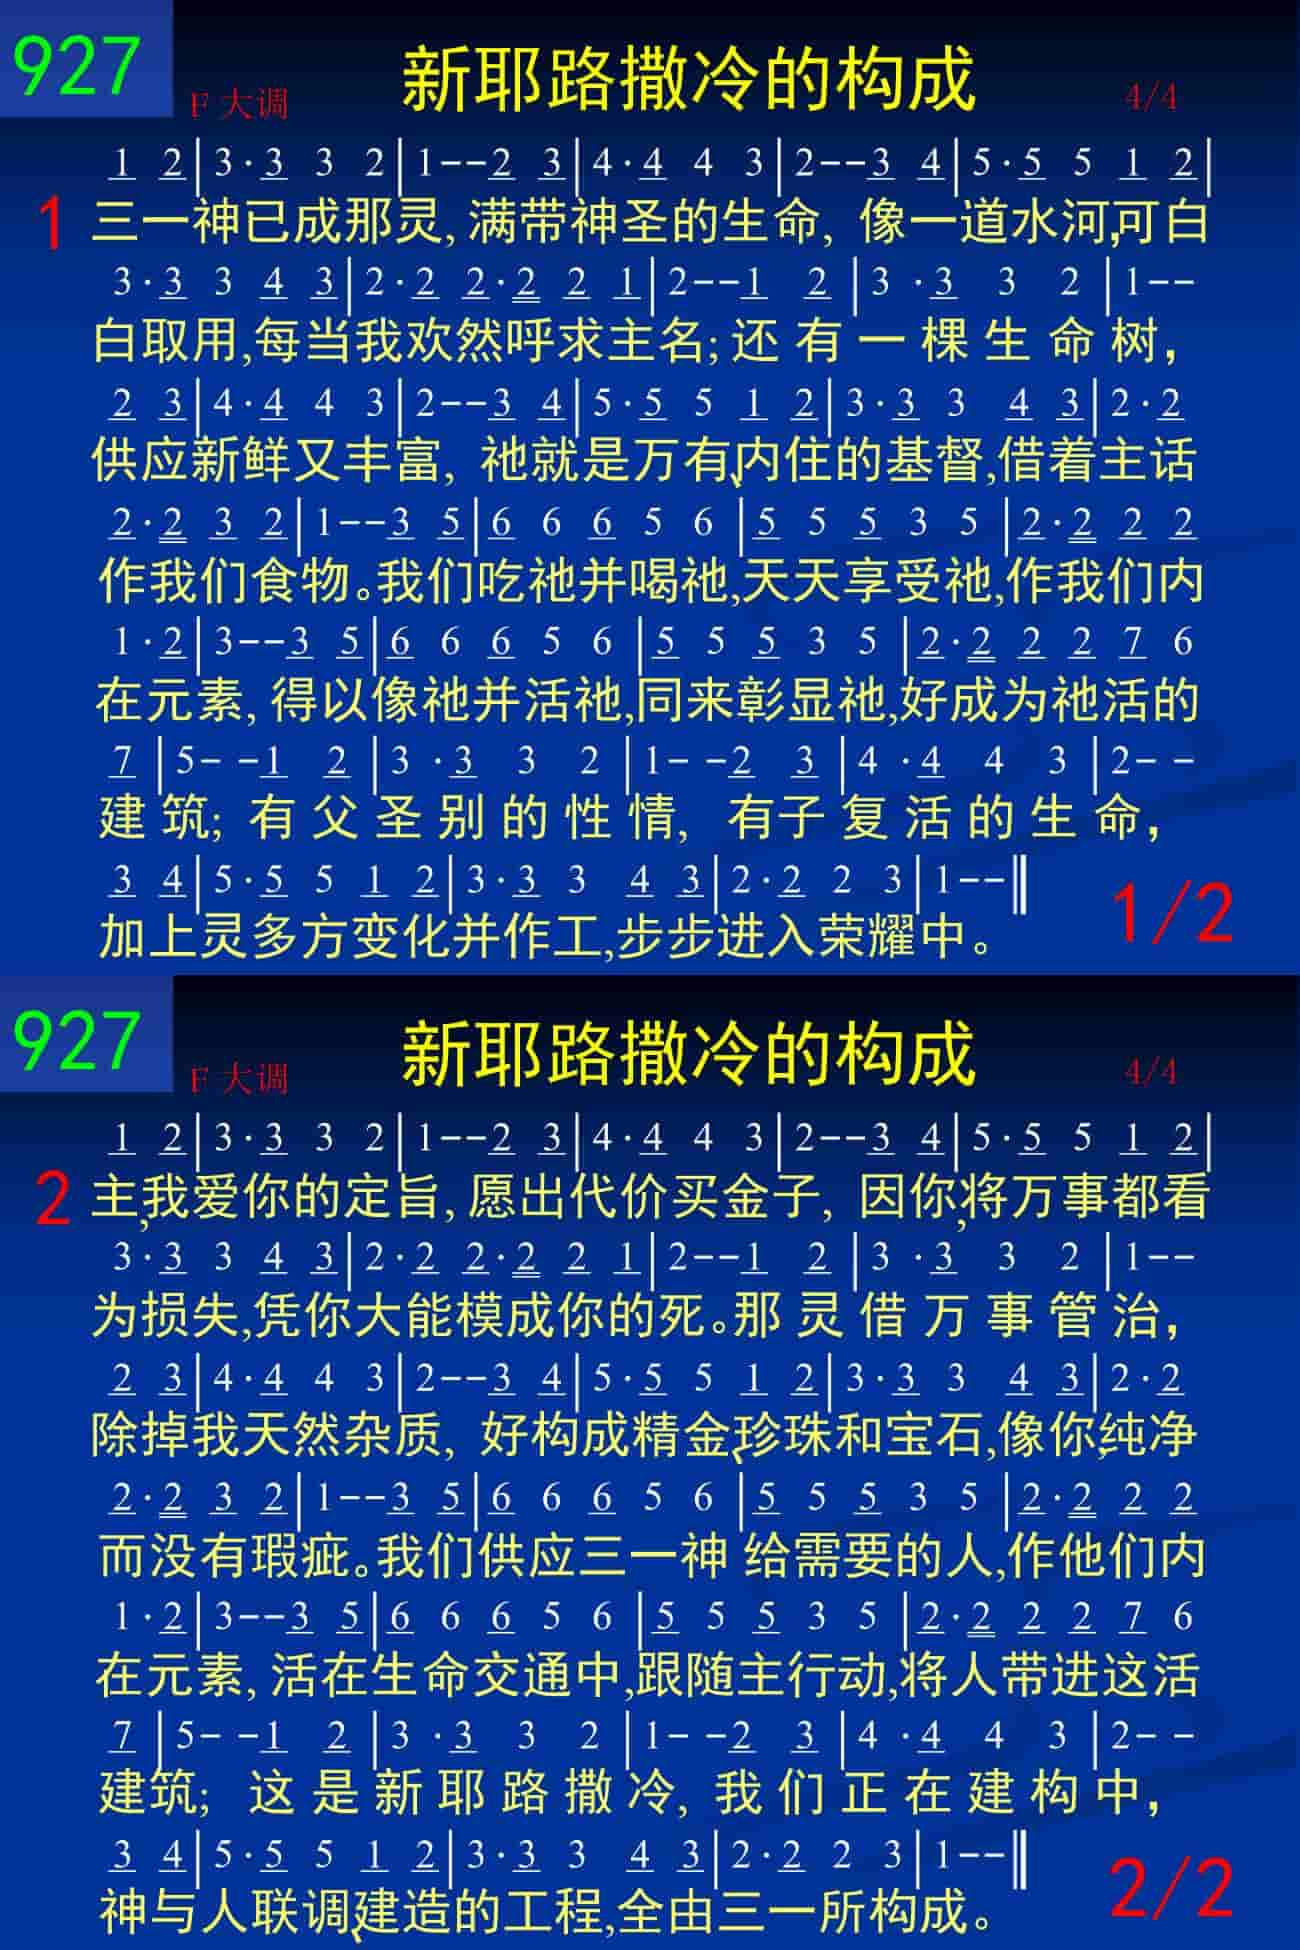 927
新耶路撒冷的构成
F 大调
4/4
1 2|3·3 3 2|1--2 3|4·4 4 3|2--3 4|5·5 5 1 2|
1 三一神已成那灵, 满带神圣的生命, 像一道水河,可白
3·3 3 4 3|2·2 2·2 2 1|2--1 2|3·3 3 2|1--
白取用,每当我欢然呼求主名; 还有一棵生命树,
2 3|4·4 4 3|2--3 4|5·5 5 1 2|3·3 3 4 3|2·2
供应新鲜又丰富, 祂就是万有、内住的基督,借着主话
2·2 3 2|1--3 5|6 6 6 5 6|5 5 5 3 5|2·2 2 2
作我们食物。我们吃祂并喝祂,天天享受祂,作我们内
1·2|3--3 5|6 6 6 5 6|5 5 5 3 5|2·2 2 2 7 6
在元素, 得以像祂并活祂,同来彰显祂,好成为祂活的
7|5--1 2|3·3 3 2|1--2 3|4·4 4 3|2--
建筑; 有父圣别的性情, 有子复活的生命,
3 4|5·5 5 1 2|3·3 3 4 3|2·2 2 3|1--‖
加上灵多方变化并作工,步步进入荣耀中。
1/2
927
新耶路撒冷的构成
F 大调
4/4
1 2|3·3 3 2|1--2 3|4·4 4 3|2--3 4|5·5 5 1 2|
2 主,我爱你的定旨, 愿出代价买金子, 因你,将万事都看
3·3 3 4 3|2·2 2·2 2 1|2--1 2|3·3 3 2|1--
为损失,凭你大能模成你的死。那灵借万事管治,
2 3|4·4 4 3|2--3 4|5·5 5 1 2|3·3 3 4 3|2·2
除掉我天然杂质, 好构成精金、珍珠和宝石,像你,纯净
2·2 3 2|1--3 5|6 6 6 5 6|5 5 5 3 5|2·2 2 2
而没有瑕疵。我们供应三一神 给需要的人,作他们内
1·2|3--3 5|6 6 6 5 6|5 5 5 3 5|2·2 2 2 7 6
在元素, 活在生命交通中,跟随主行动,将人带进这活
7|5--1 2|3·3 3 2|1--2 3|4·4 4 3|2--
建筑; 这是新耶路撒冷, 我们正在建构中,
3 4|5·5 5 1 2|3·3 3 4 3|2·2 2 3|1--‖
神与人联调、建造的工程,全由三一所构成。
2/2